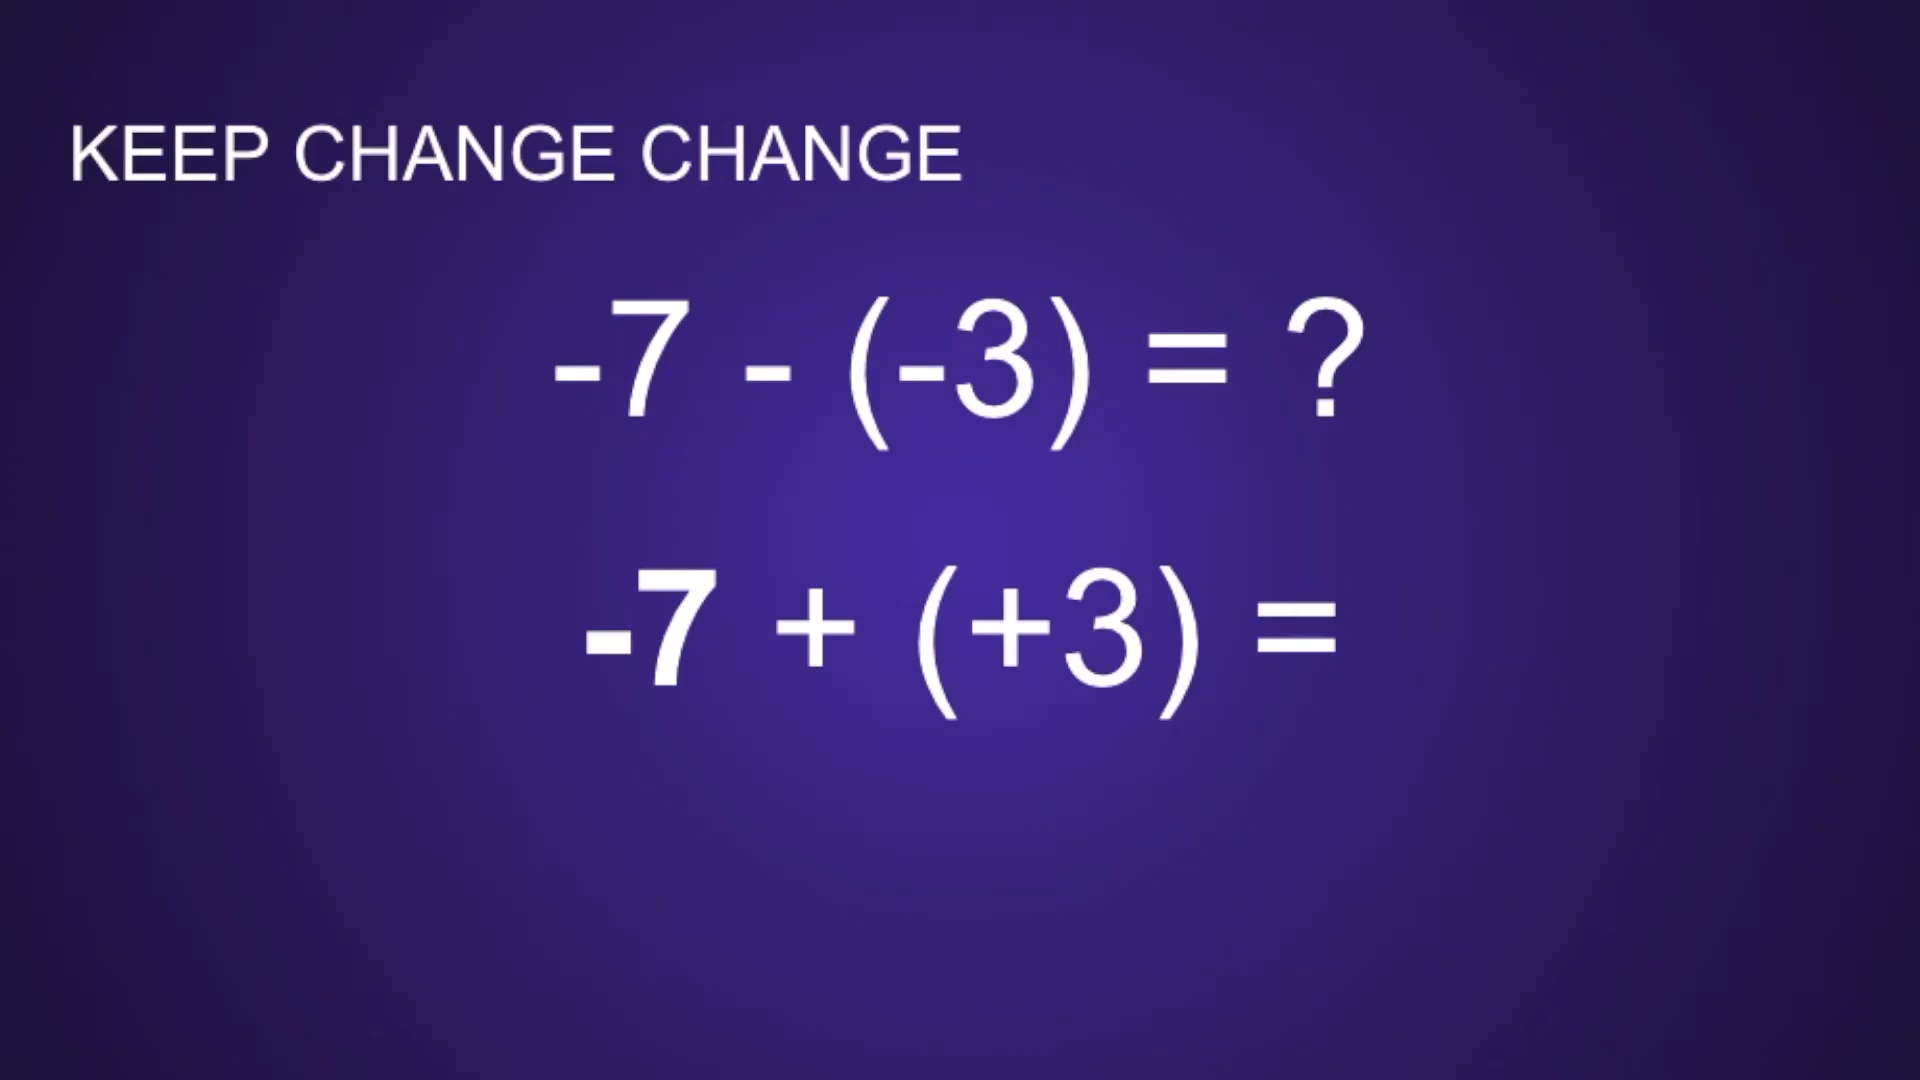 KEEP CHANGE CHANGE
-7 - (-3) = ?
-7 + (+3) =